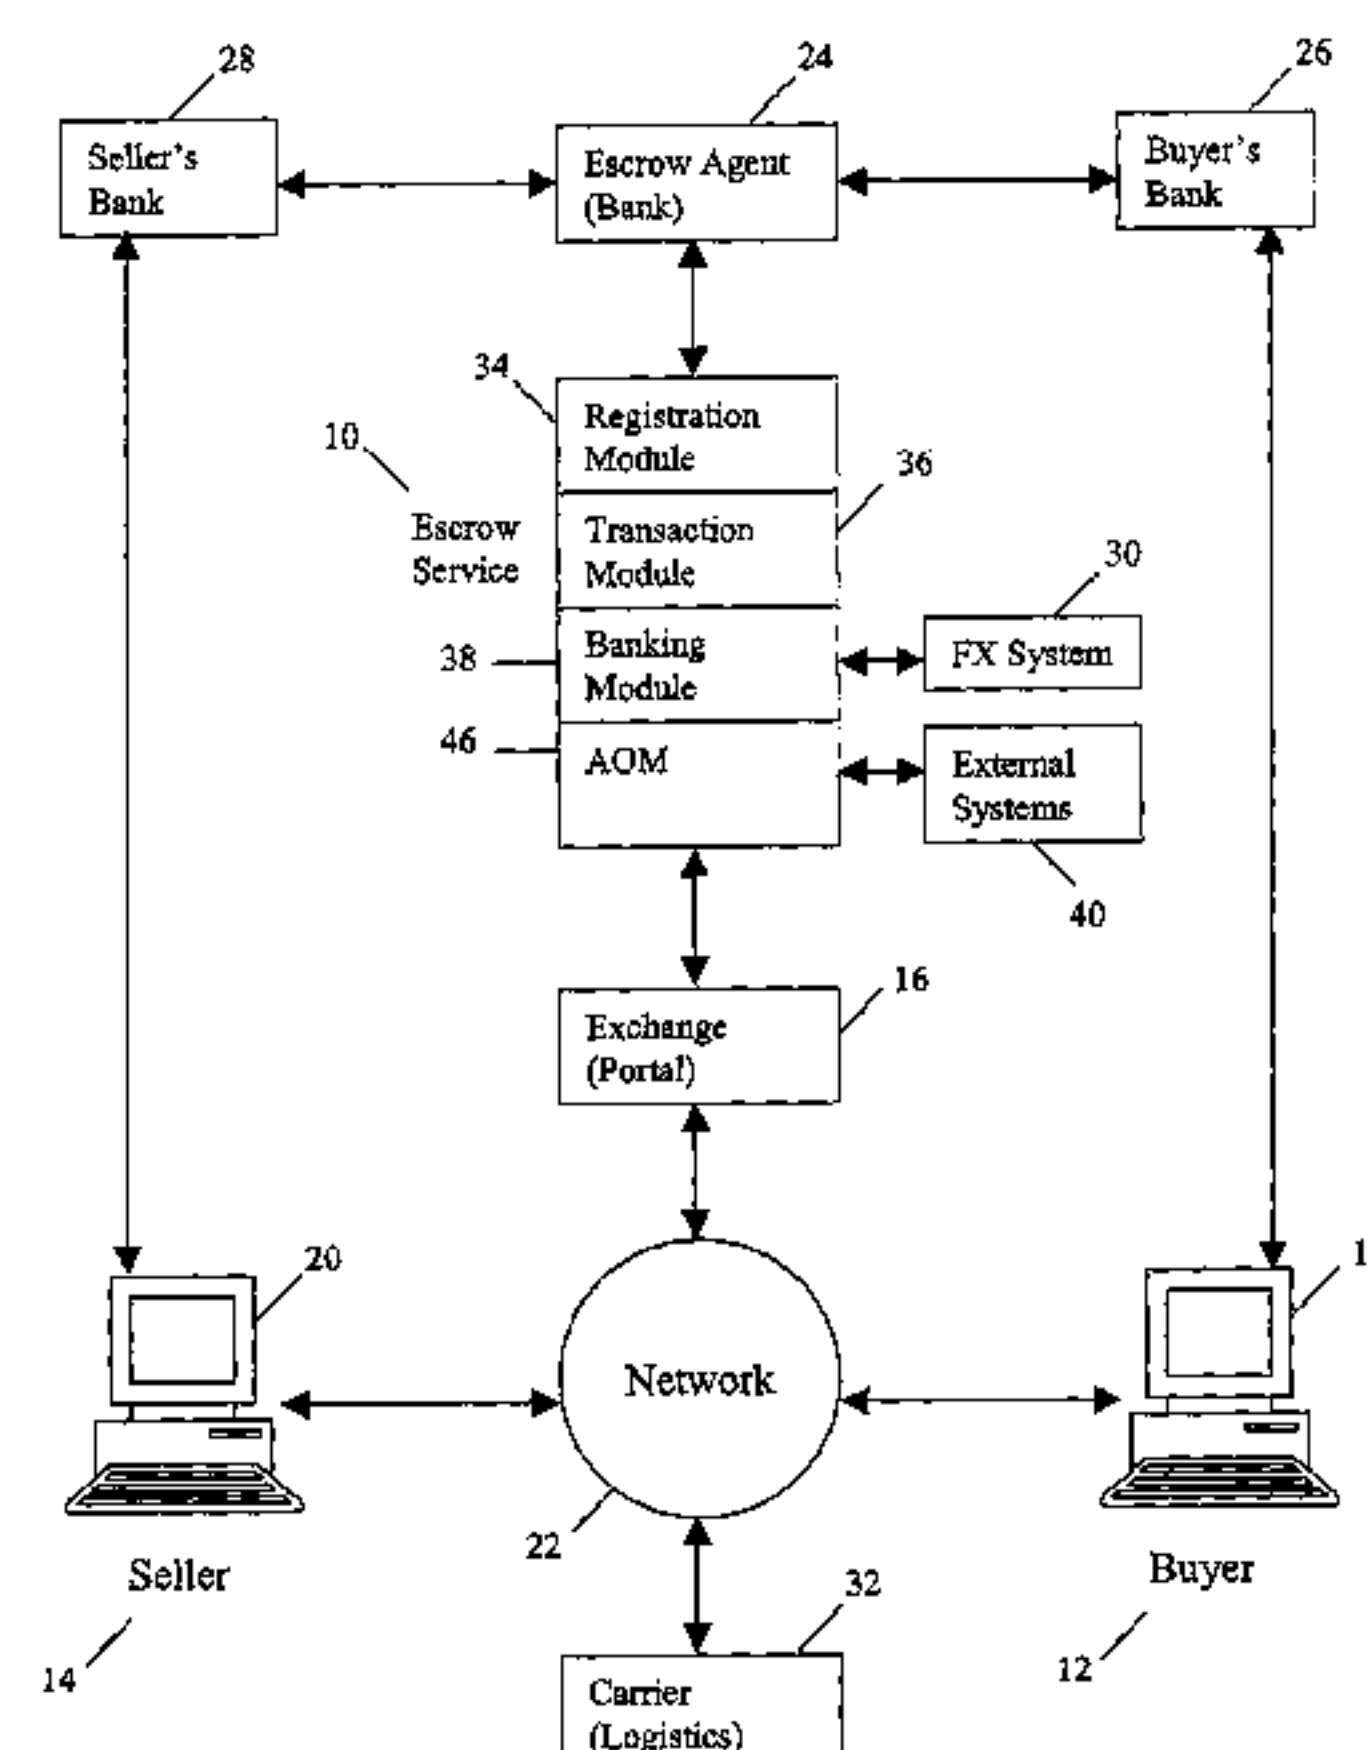 28
24
26
Seller's
Bank
Escrow Agent
(Bank)
Buyer's
Bank
34
Registration
Module
10
36
Escrow
Service
Transaction
Module
30
38
Banking
Module
FX System
46
AOM
External
Systems
40
16
Exchange
(Portal)
20
1
Network
22
Seller
Buyer
32
14
12
Carrier
(Logistics)